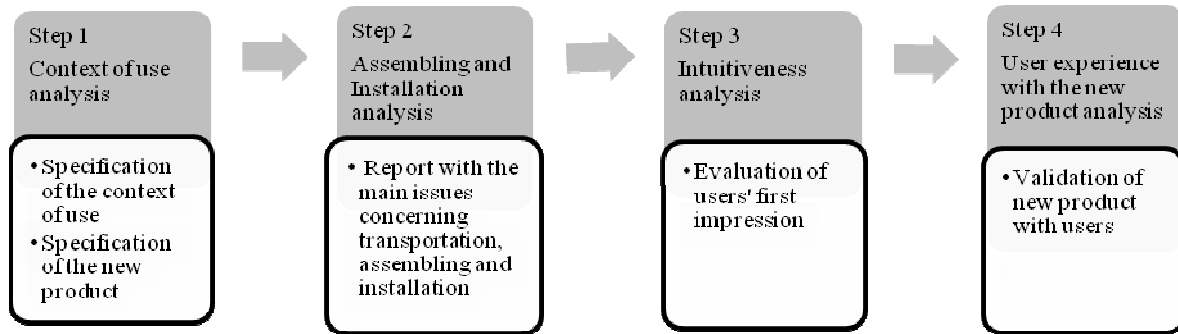 Step 1
Context of use
analysis
• Specification
of the context
of use
• Specification
of the new
product
Step 2
Assembling and
Installation
analysis
• Report with the
main issues
concerning
transportation,
assembling and
installation
Step 3
Intuitiveness
analysis
• Evaluation of
users' first
impression
Step 4
User experience
with the new
product analysis
• Validation of
new product
with users